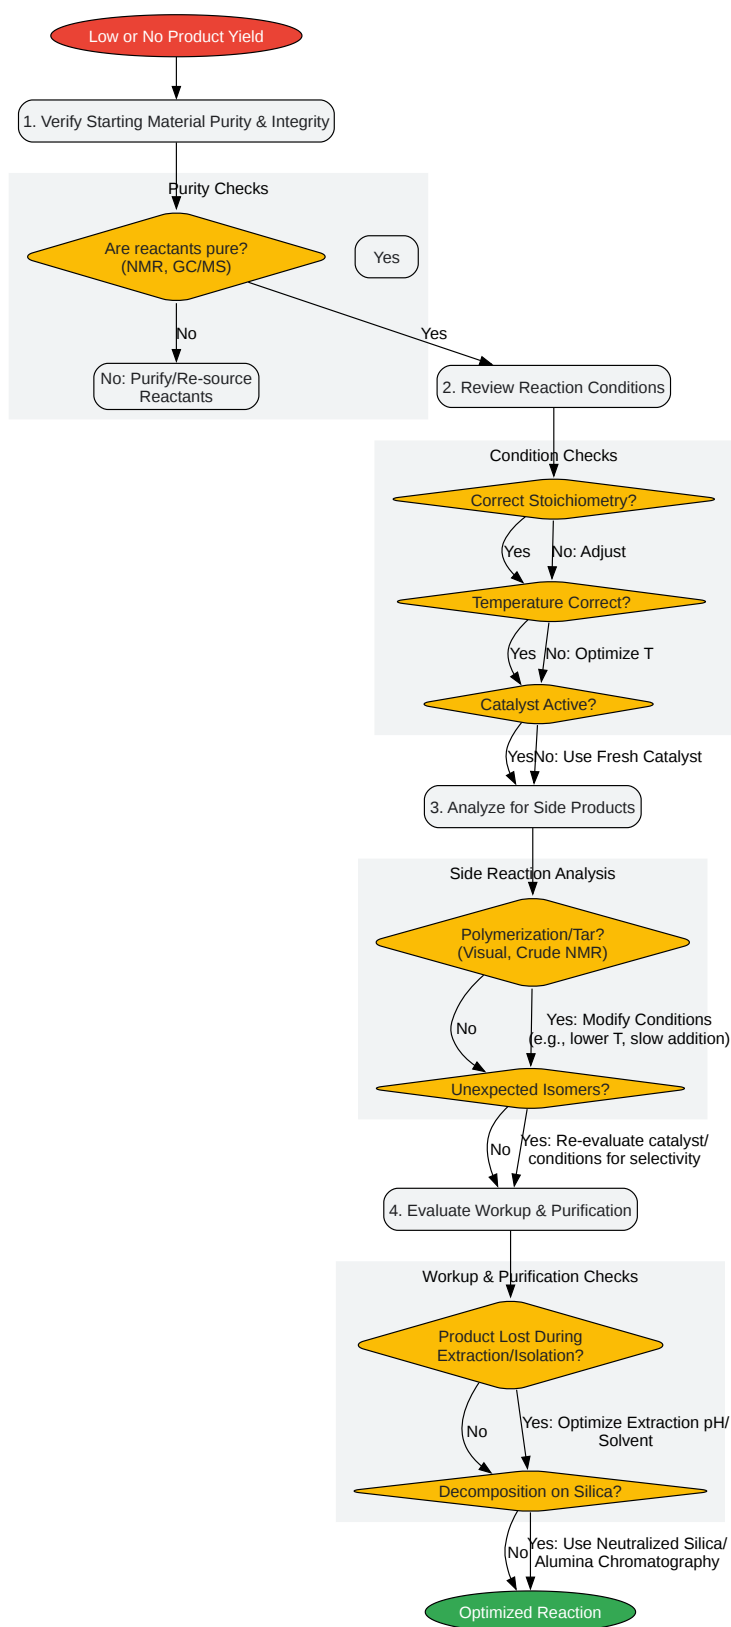 Low or No Product Yield
1. Verify Starting Material Purity & Integrity
Purity Checks
Are reactants pure?
(NMR, GC/MS)
Yes
No
Yes
No: Purify/Re-source
Reactants
2. Review Reaction Conditions
Condition Checks
Correct Stoichiometry?
Yes
No: Adjust
Temperature Correct?
Yes
No: Optimize T
Catalyst Active?
Yes
No: Use Fresh Catalyst
3. Analyze for Side Products
Side Reaction Analysis
Polymerization/Tar?
(Visual, Crude NMR)
No
Yes: Modify Conditions
(e.g., lower T, slow addition)
Unexpected Isomers?
No
Yes: Re-evaluate catalyst/
conditions for selectivity
4. Evaluate Workup & Purification
Workup & Purification Checks
Product Lost During
Extraction/Isolation?
No
Yes: Optimize Extraction pH/
Solvent
Decomposition on Silica?
No
Yes: Use Neutralized Silica/
Alumina Chromatography
Optimized Reaction